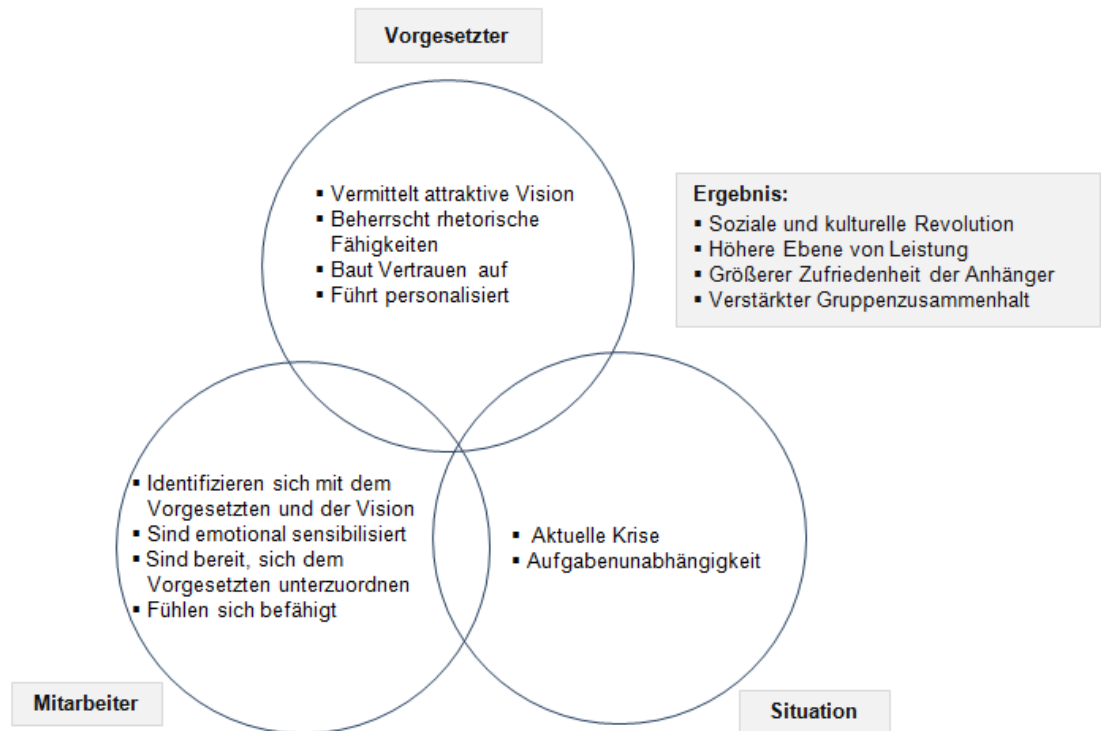 Vorgesetzter
▪ Vermittelt attraktive Vision
▪ Beherrscht rhetorische
Fähigkeiten
▪ Baut Vertrauen auf
▪ Führt personalisiert
Ergebnis:
▪ Soziale und kulturelle Revolution
▪ Höhere Ebene von Leistung
▪ Größerer Zufriedenheit der Anhänger
▪ Verstärkter Gruppenzusammenhalt
▪ Identifizieren sich mit dem
Vorgesetzten und der Vision
▪ Sind emotional sensibilisiert
▪ Sind bereit, sich dem
Vorgesetzten unterzuordnen
▪ Fühlen sich befähigt
▪ Aktuelle Krise
▪ Aufgabenunabhängigkeit
Mitarbeiter
Situation